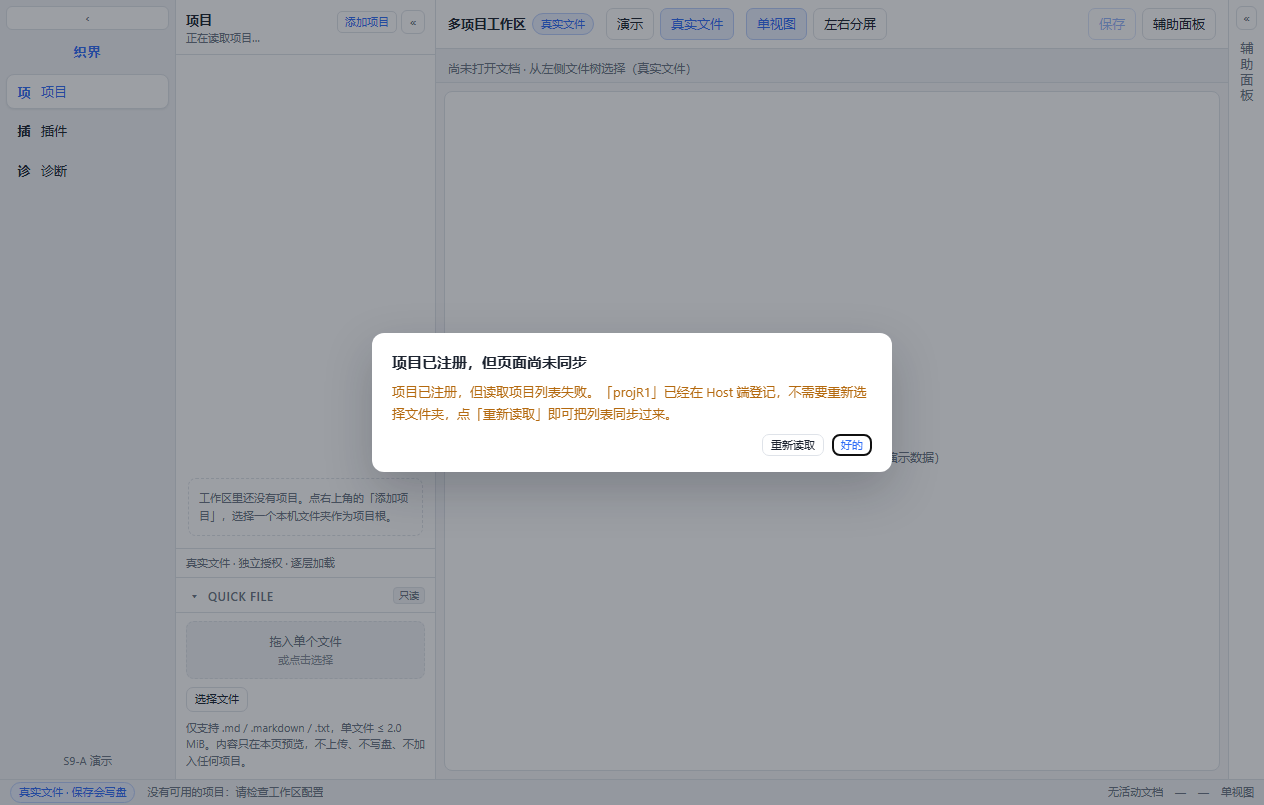 ‹
织界
项 项目
插 插件
诊 诊断
S9-A 演示
项目
正在读取项目...
添加项目
«
工作区里还没有项目。点右上角的「添加项
目」，选择一个本机文件夹作为项目根。
真实文件 · 独立授权 · 逐层加载
QUICK FILE
只读
拖入单个文件
或点击选择
选择文件
仅支持 .md / .markdown / .txt，单文件 ≤ 2.0
MiB。内容只在本页预览，不上传、不写盘、不加
入任何项目。
多项目工作区 真实文件 演示 真实文件 单视图 左右分屏 保存 辅助面板
尚未打开文档 · 从左侧文件树选择（真实文件）
项目已注册，但页面尚未同步
项目已注册，但读取项目列表失败。「projR1」已经在 Host 端登记，不需要重新选
择文件夹，点「重新读取」即可把列表同步过来。
重新读取 好的
演示数据）
«
辅
助
面
板
真实文件 · 保存会写盘 没有可用的项目：请检查工作区配置
无活动文档 — — 单视图